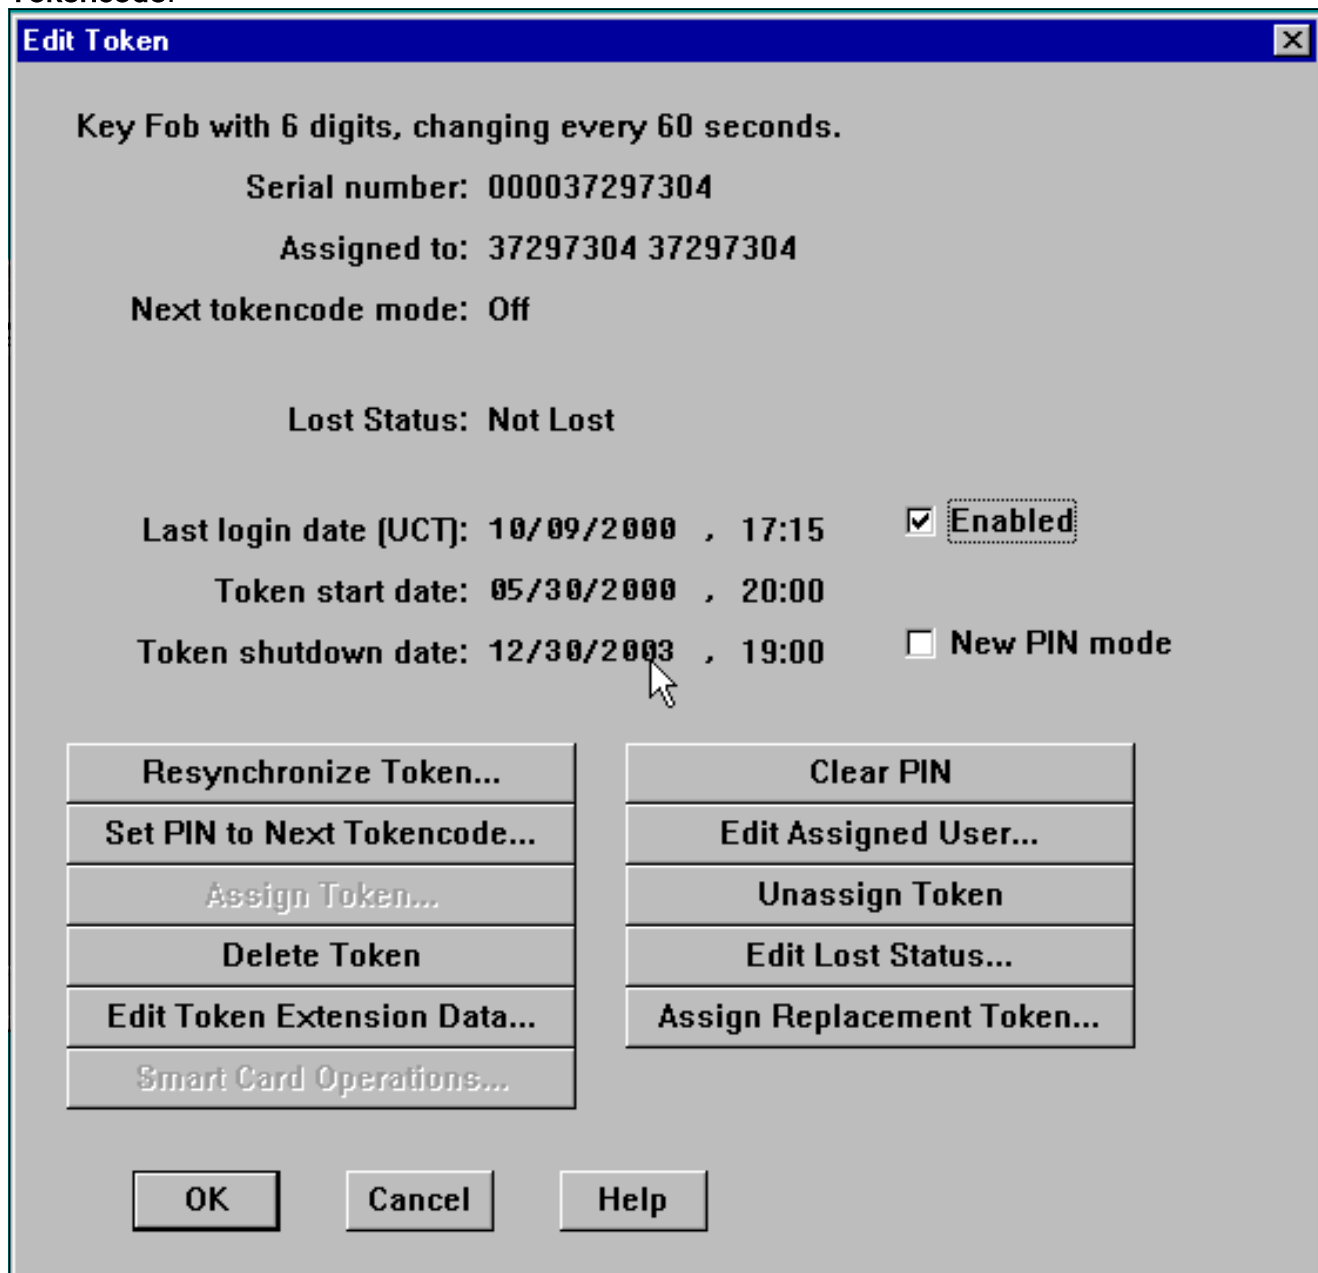 Tokencode.
Edit Token
Key Fob with 6 digits, changing every 60 seconds.
Serial number: 000037297304
Assigned to: 37297304 37297304
Next tokencode mode: Off
Lost Status: Not Lost
Last login date (UCT): 10/09/2000 , 17:15 Enabled
Token start date: 05/30/2000 , 20:00
Token shutdown date: 12/30/2003 , 19:00 New PIN mode
Resynchronize Token... Clear PIN
Set PIN to Next Tokencode... Edit Assigned User...
Assign Token... Unassign Token
Delete Token Edit Lost Status...
Edit Token Extension Data... Assign Replacement Token...
Smart Card Operations...
OK Cancel Help